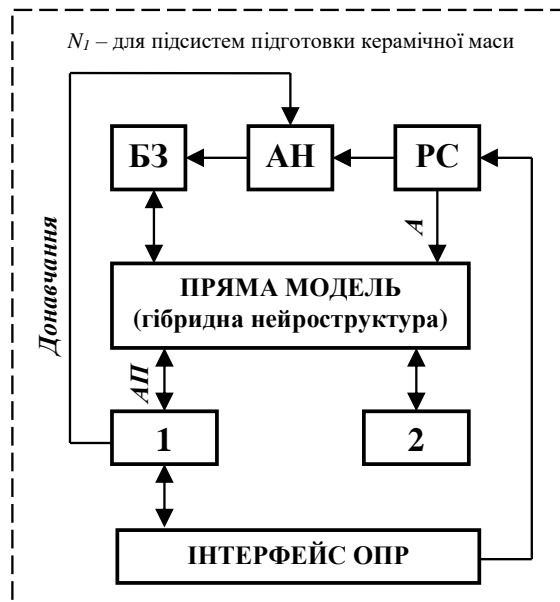 N₁ – для підсистем підготовки керамічної маси
БЗ
АН
РС
Донавчання
А
ПРЯМА МОДЕЛЬ
(гібридна нейроструктура)
АП
1
2
ІНТЕРФЕЙС ОПР